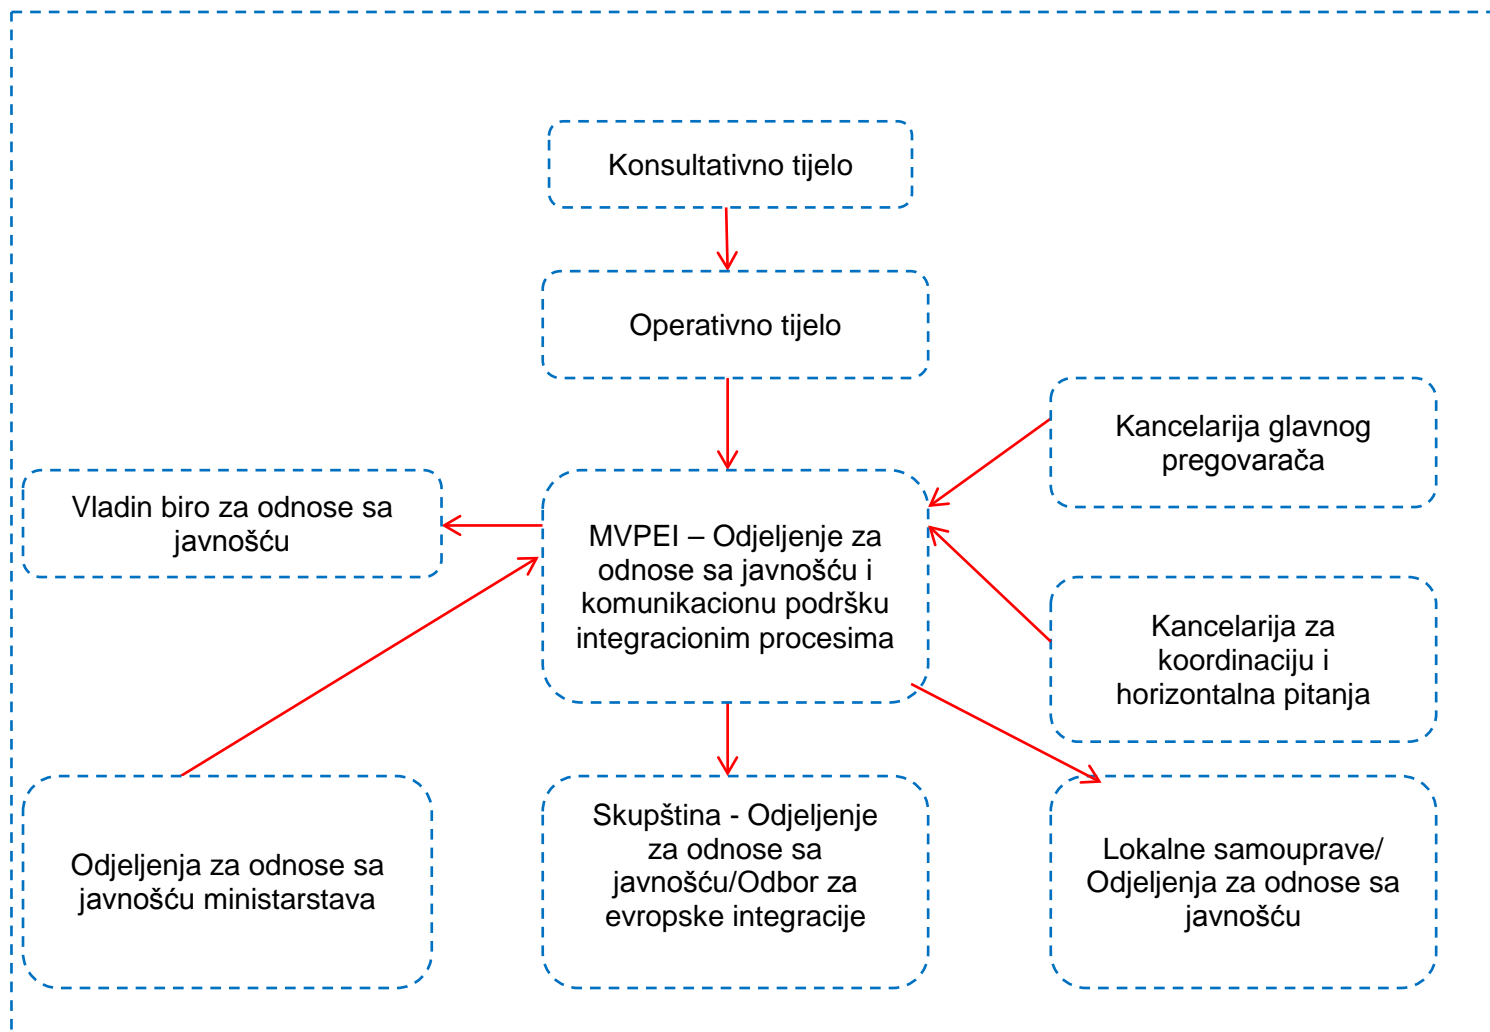 Konsultativno tijelo
Operativno tijelo
Kancelarija glavnog
pregovarača
Vladin biro za odnose sa
javnošću
MVPEI – Odjeljenje za
odnose sa javnošću i
komunikacionu podršku
integracionim procesima
Kancelarija za
koordinaciju i
horizontalna pitanja
Odjeljenja za odnose sa
javnošću ministarstava
Skupština - Odjeljenje
za odnose sa
javnošću/Odbor za
evropske integracije
Lokalne samouprave/
Odjeljenja za odnose sa
javnošću